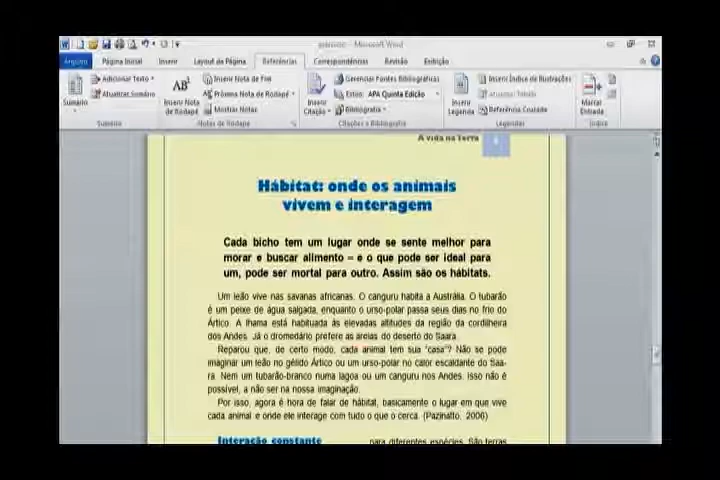 Microsoft Word
Arquivo Página Inicial Inserir Layout da Página Referências Correspondências Revisão Exibição
Adicionar Texto Inserir Nota de Fim Gerenciar Fontes Bibliográficas Inserir Índice de Ilustrações
Atualizar Sumário Próxima Nota de Rodapé Estilo: APA Quinta Edição Atualizar Tabela
Sumário Inserir Nota de Rodapé Mostrar Notas Inserir Citação Bibliografia Inserir Legenda Referência Cruzada Marcar Entrada
Sumário Notas de Rodapé Citações e Bibliografia Legendas Índice
A vida na Terra
Hábitat: onde os animais
vivem e interagem
Cada bicho tem um lugar onde se sente melhor para
morar e buscar alimento – e o que pode ser ideal para
um, pode ser mortal para outro. Assim são os hábitats.
Um leão vive nas savanas africanas. O canguru habita a Austrália. O tubarão
é um peixe de água salgada, enquanto o urso-polar passa seus dias no frio do
Ártico. A lhama está habituada às elevadas altitudes da região da cordilheira
dos Andes. Já o dromedário prefere as areias do deserto do Saara.
Reparou que, de certo modo, cada animal tem sua "casa"? Não se pode
imaginar um leão no gélido Ártico ou um urso-polar no calor escaldante do Saa-
ra. Nem um tubarão-branco numa lagoa ou um canguru nos Andes. Isso não é
possível, a não ser na nossa imaginação.
Por isso, agora é hora de falar de hábitat, basicamente o lugar em que vive
cada animal e onde ele interage com tudo o que o cerca. (Pazinatto, 2006)
Interação constante para diferentes espécies. São terras